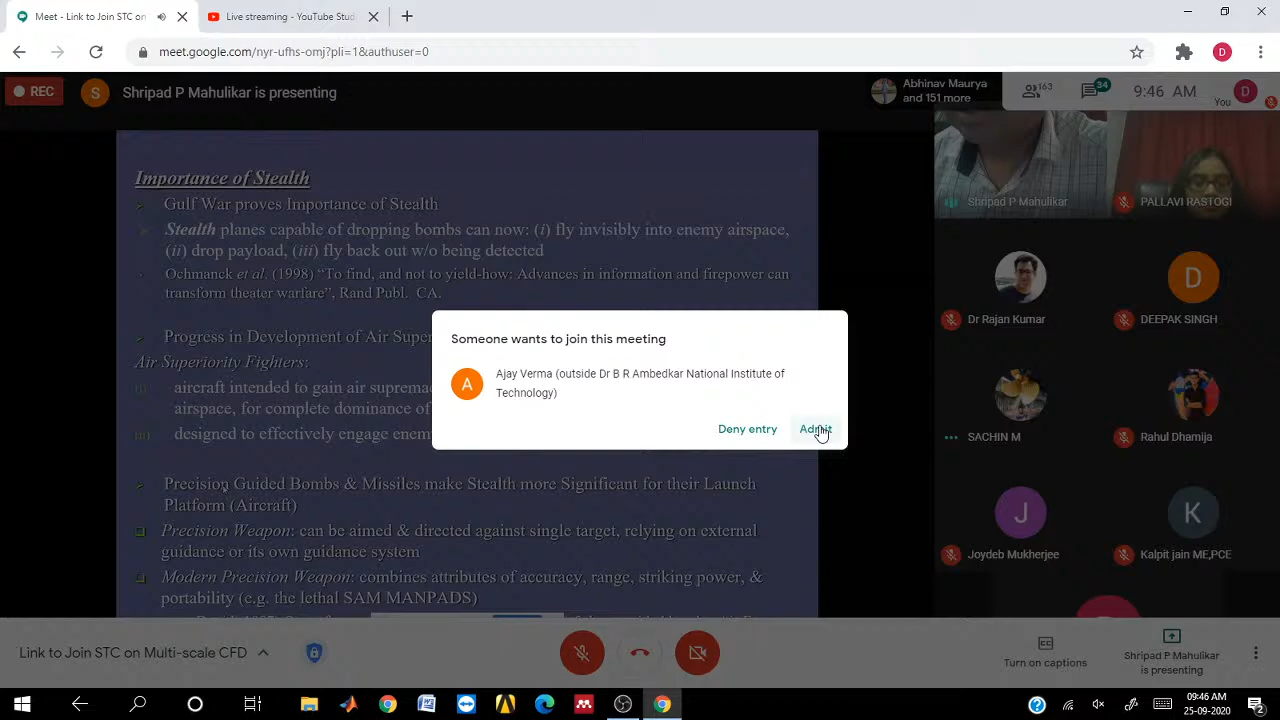 Meet - Link to Join STC on
Live streaming - YouTube Stud
meet.google.com/nyr-ufhs-omj?pli=1&authuser=0
D
REC
S
Shripad P Mahulikar is presenting
Abhinav Maurya
and 151 more
163
34
9:46 AM
You
D
Importance of Stealth
Gulf War proves Importance of Stealth
Stealth planes capable of dropping bombs can now: (i) fly invisibly into enemy airspace,
(ii) drop payload, (iii) fly back out w/o being detected
Ochmanck et al. (1998) “To find, and not to yield-how: Advances in information and firepower can
transform theater warfare”, Rand Publ. CA.
Progress in Development of Air Super
Air Superiority Fighters:
aircraft intended to gain air suprema
airspace, for complete dominance of
designed to effectively engage enem
Precision Guided Bombs & Missiles make Stealth more Significant for their Launch
Platform (Aircraft)
Precision Weapon: can be aimed & directed against single target, relying on external
guidance or its own guidance system
Modern Precision Weapon: combines attributes of accuracy, range, striking power, &
portability (e.g. the lethal SAM MANPADS)
Someone wants to join this meeting
A
Ajay Verma (outside Dr B R Ambedkar National Institute of
Technology)
Deny entry
Admit
Shripad P Mahulikar
PALLAVI RASTOGI
Dr Rajan Kumar
D
DEEPAK SINGH
SACHIN M
Rahul Dhamija
J
Joydeb Mukherjee
K
Kalpit jain ME,PCE
Link to Join STC on Multi-scale CFD
Turn on captions
Shripad P Mahulikar
is presenting
09:46 AM
25-09-2020
2